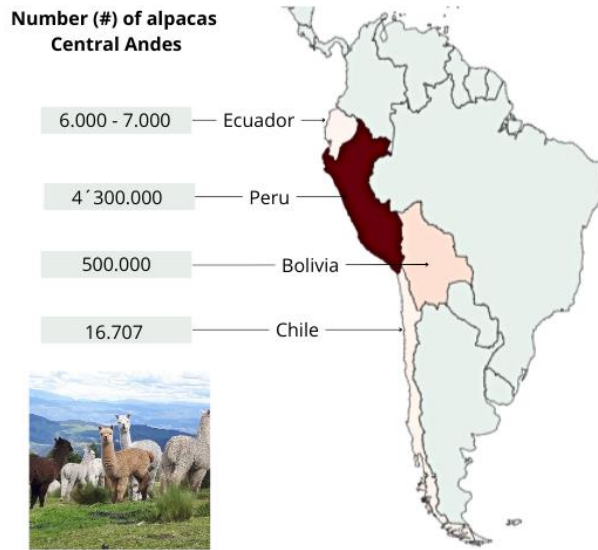 Number (#) of alpacas
Central Andes
6.000 - 7.000 Ecuador
4´300.000 Peru
500.000 Bolivia
16.707 Chile